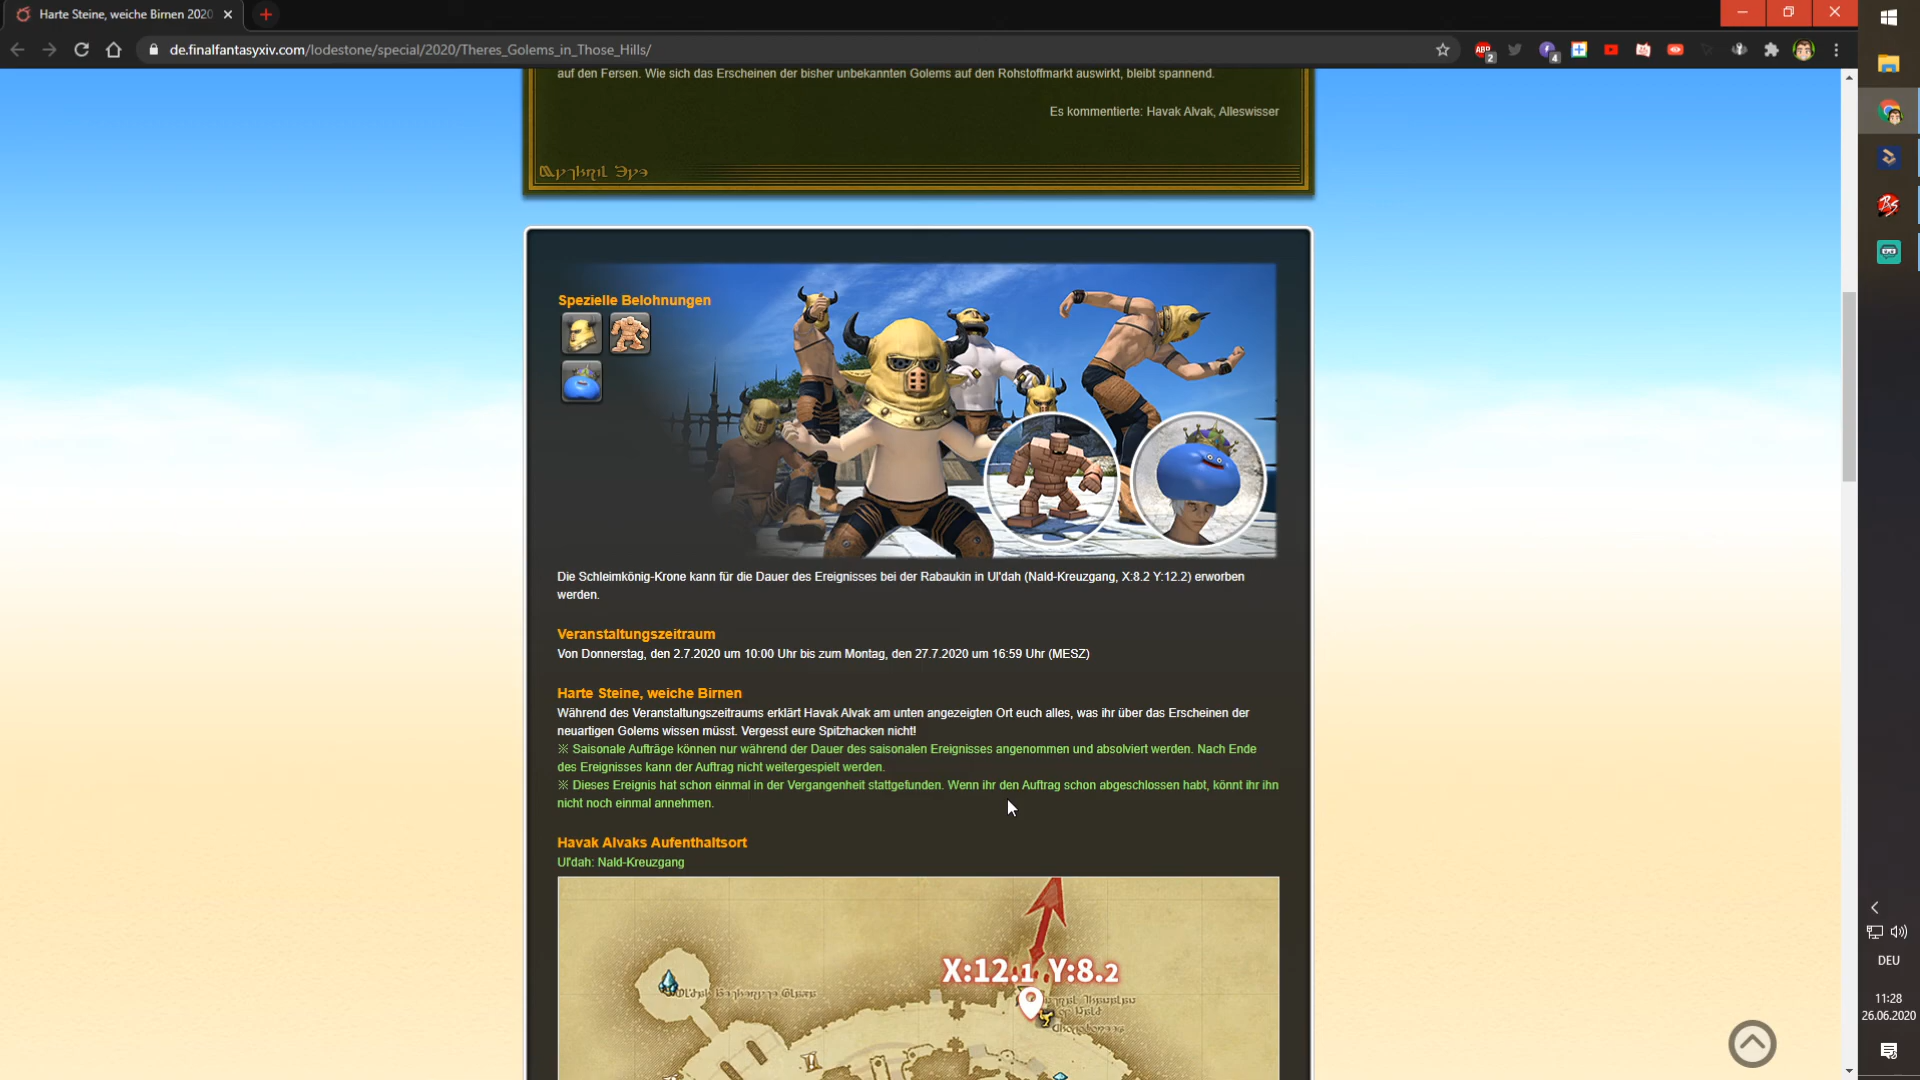 Harte Steine, weiche Birnen 2020
de.finalfantasyxiv.com/lodestone/special/2020/Theres_Golems_in_Those_Hills/
ABP
2
4
auf den Fersen. Wie sich das Erscheinen der bisher unbekannten Golems auf den Rohstoffmarkt auswirkt, bleibt spannend.
Es kommentierte: Havak Alvak, Alleswisser
Spezielle Belohnungen
Die Schleimkönig-Krone kann für die Dauer des Ereignisses bei der Rabaukin in Ul'dah (Nald-Kreuzgang, X:8.2 Y:12.2) erworben
werden.
Veranstaltungszeitraum
Von Donnerstag, den 2.7.2020 um 10:00 Uhr bis zum Montag, den 27.7.2020 um 16:59 Uhr (MESZ)
Harte Steine, weiche Birnen
Während des Veranstaltungszeitraums erklärt Havak Alvak am unten angezeigten Ort euch alles, was ihr über das Erscheinen der
neuartigen Golems wissen müsst. Vergesst eure Spitzhacken nicht!
※ Saisonale Aufträge können nur während der Dauer des saisonalen Ereignisses angenommen und absolviert werden. Nach Ende
des Ereignisses kann der Auftrag nicht weitergespielt werden.
※ Dieses Ereignis hat schon einmal in der Vergangenheit stattgefunden. Wenn ihr den Auftrag schon abgeschlossen habt, könnt ihr ihn
nicht noch einmal annehmen.
Havak Alvaks Aufenthaltsort
Ul'dah: Nald-Kreuzgang
X:12.1 Y:8.2
DEU
11:28
26.06.2020